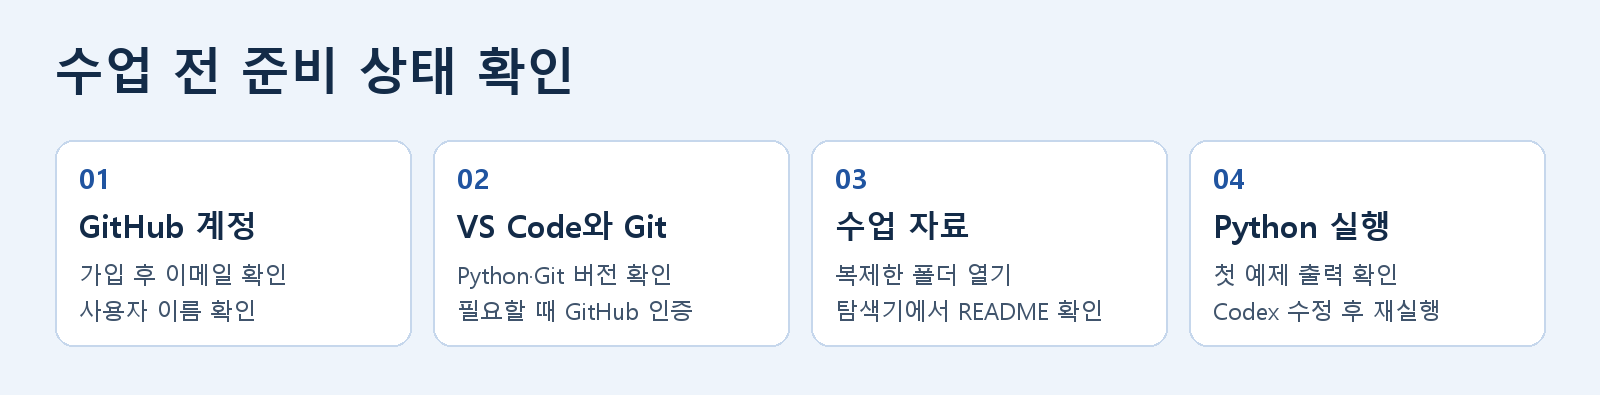 수업 전 준비 상태 확인
01
GitHub 계정
가입 후 이메일 확인
사용자 이름 확인
02
VS Code와 Git
Python·Git 버전 확인
필요할 때 GitHub 인증
03
수업 자료
복제한 폴더 열기
탐색기에서 README 확인
04
Python 실행
첫 예제 출력 확인
Codex 수정 후 재실행